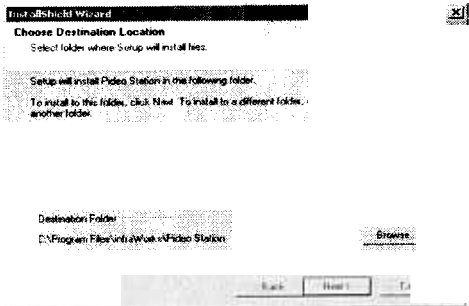 InstallShield Wizard
Choose Destination Location
Select folder where Setup will install files.
Setup will install Pideo Station in the following folder.
To install to this folder, click Next. To install to a different folder,
another folder.
Destination Folder
C:\Program Files\infraWorks\Pideo Station
Browse
Back Next